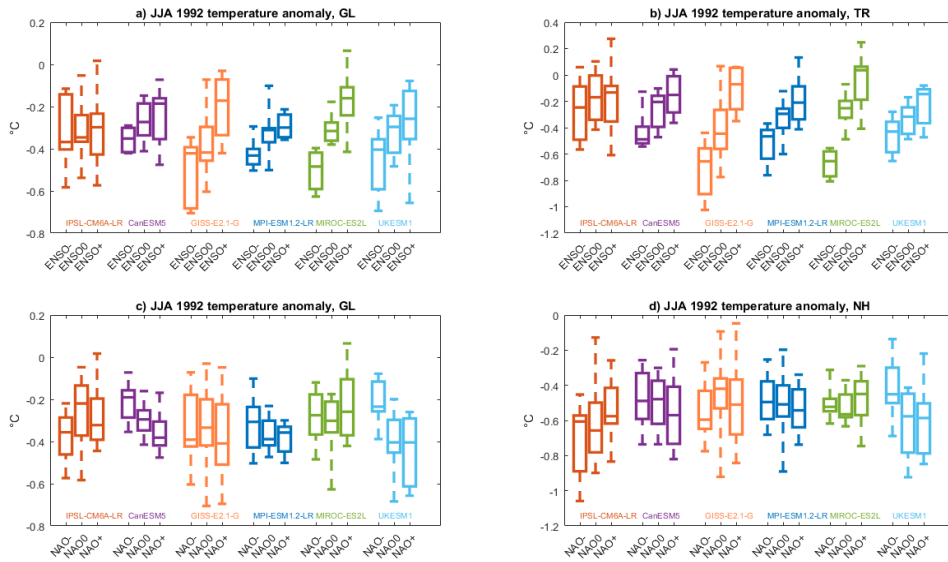 a) JJA 1992 temperature anomaly, GL
0.2
0
-0.2
-0.4
-0.6
-0.8
°C
IPSL-CM6A-LR CanESM5 GISS-E2.1-G MPI-ESM1.2-LR MIROC-ES2L UKESM1
ENSO- ENSO0 ENSO+ ENSO- ENSO0 ENSO+ ENSO- ENSO0 ENSO+ ENSO- ENSO0 ENSO+ ENSO- ENSO0 ENSO+ ENSO- ENSO0 ENSO+
b) JJA 1992 temperature anomaly, TR
0.4
0.2
0
-0.2
-0.4
-0.6
-0.8
-1
-1.2
°C
IPSL-CM6A-LR CanESM5 GISS-E2.1-G MPI-ESM1.2-LR MIROC-ES2L UKESM1
ENSO- ENSO0 ENSO+ ENSO- ENSO0 ENSO+ ENSO- ENSO0 ENSO+ ENSO- ENSO0 ENSO+ ENSO- ENSO0 ENSO+ ENSO- ENSO0 ENSO+
c) JJA 1992 temperature anomaly, GL
0.2
0
-0.2
-0.4
-0.6
-0.8
°C
IPSL-CM6A-LR CanESM5 GISS-E2.1-G MPI-ESM1.2-LR MIROC-ES2L UKESM1
NAO- NAO0 NAO+ NAO- NAO0 NAO+ NAO- NAO0 NAO+ NAO- NAO0 NAO+ NAO- NAO0 NAO+ NAO- NAO0 NAO+
d) JJA 1992 temperature anomaly, NH
0
-0.2
-0.4
-0.6
-0.8
-1
-1.2
°C
IPSL-CM6A-LR CanESM5 GISS-E2.1-G MPI-ESM1.2-LR MIROC-ES2L UKESM1
NAO- NAO0 NAO+ NAO- NAO0 NAO+ NAO- NAO0 NAO+ NAO- NAO0 NAO+ NAO- NAO0 NAO+ NAO- NAO0 NAO+